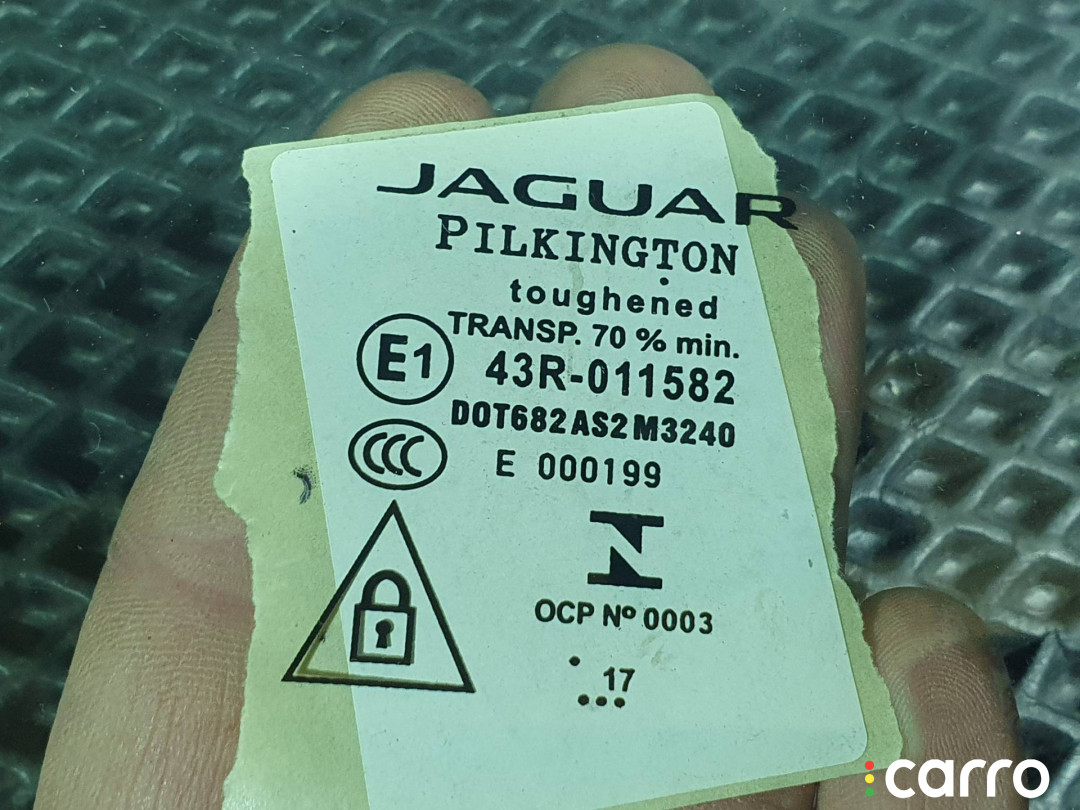 JAGUAR
PILKINGTON
toughened
TRANSP. 70 % min.
E1
43R-011582
DOT682 AS2 M3240
CCC
E 000199
OCP Nº 0003
17
carro